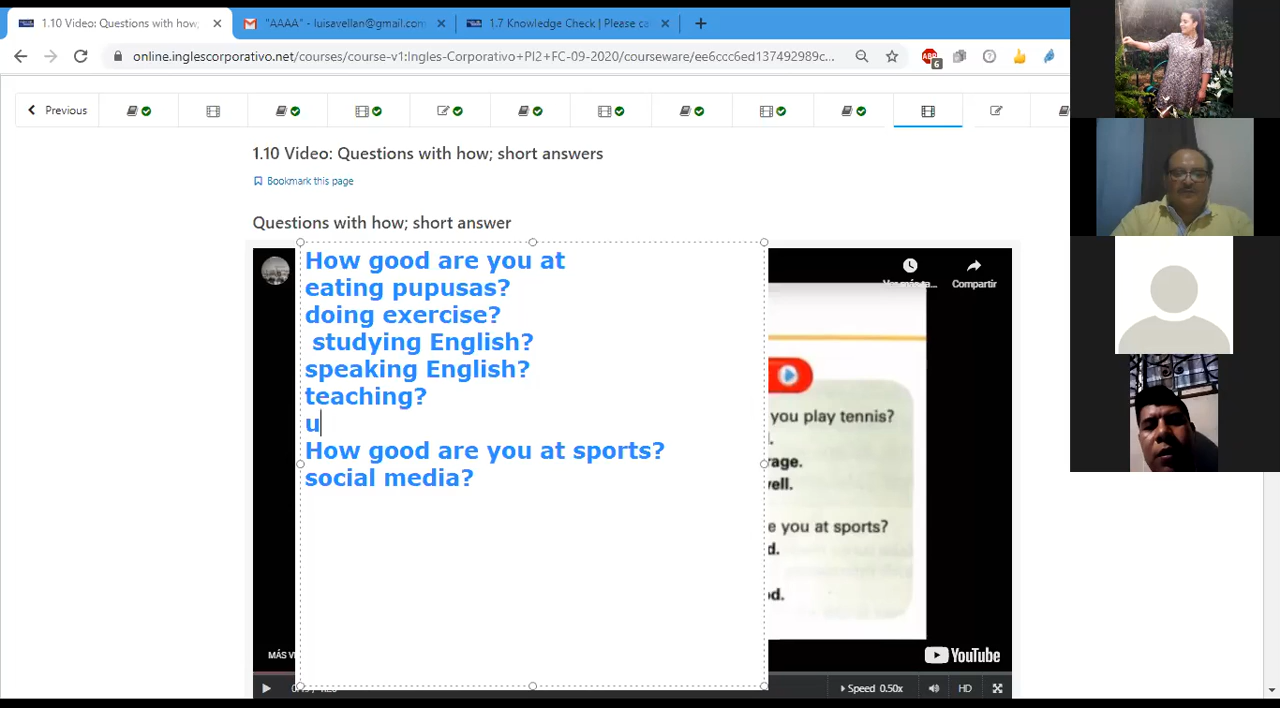 1.10 Video: Questions with how;
"AAAA" - luisavellan@gmail.com
1.7 Knowledge Check | Please ca
online.inglescorporativo.net/courses/course-v1:Ingles-Corporativo+PI2+FC-09-2020/courseware/ee6ccc6ed137492989c...
6
Previous
1.10 Video: Questions with how; short answers
Bookmark this page
Questions with how; short answer
How good are you at
eating pupusas?
doing exercise?
studying English?
speaking English?
teaching?
u
How good are you at sports?
social media?
Compartir
you play tennis?
rage.
well.
e you at sports?
d.
od.
MÁS V
YouTube
Speed 0.50x
HD